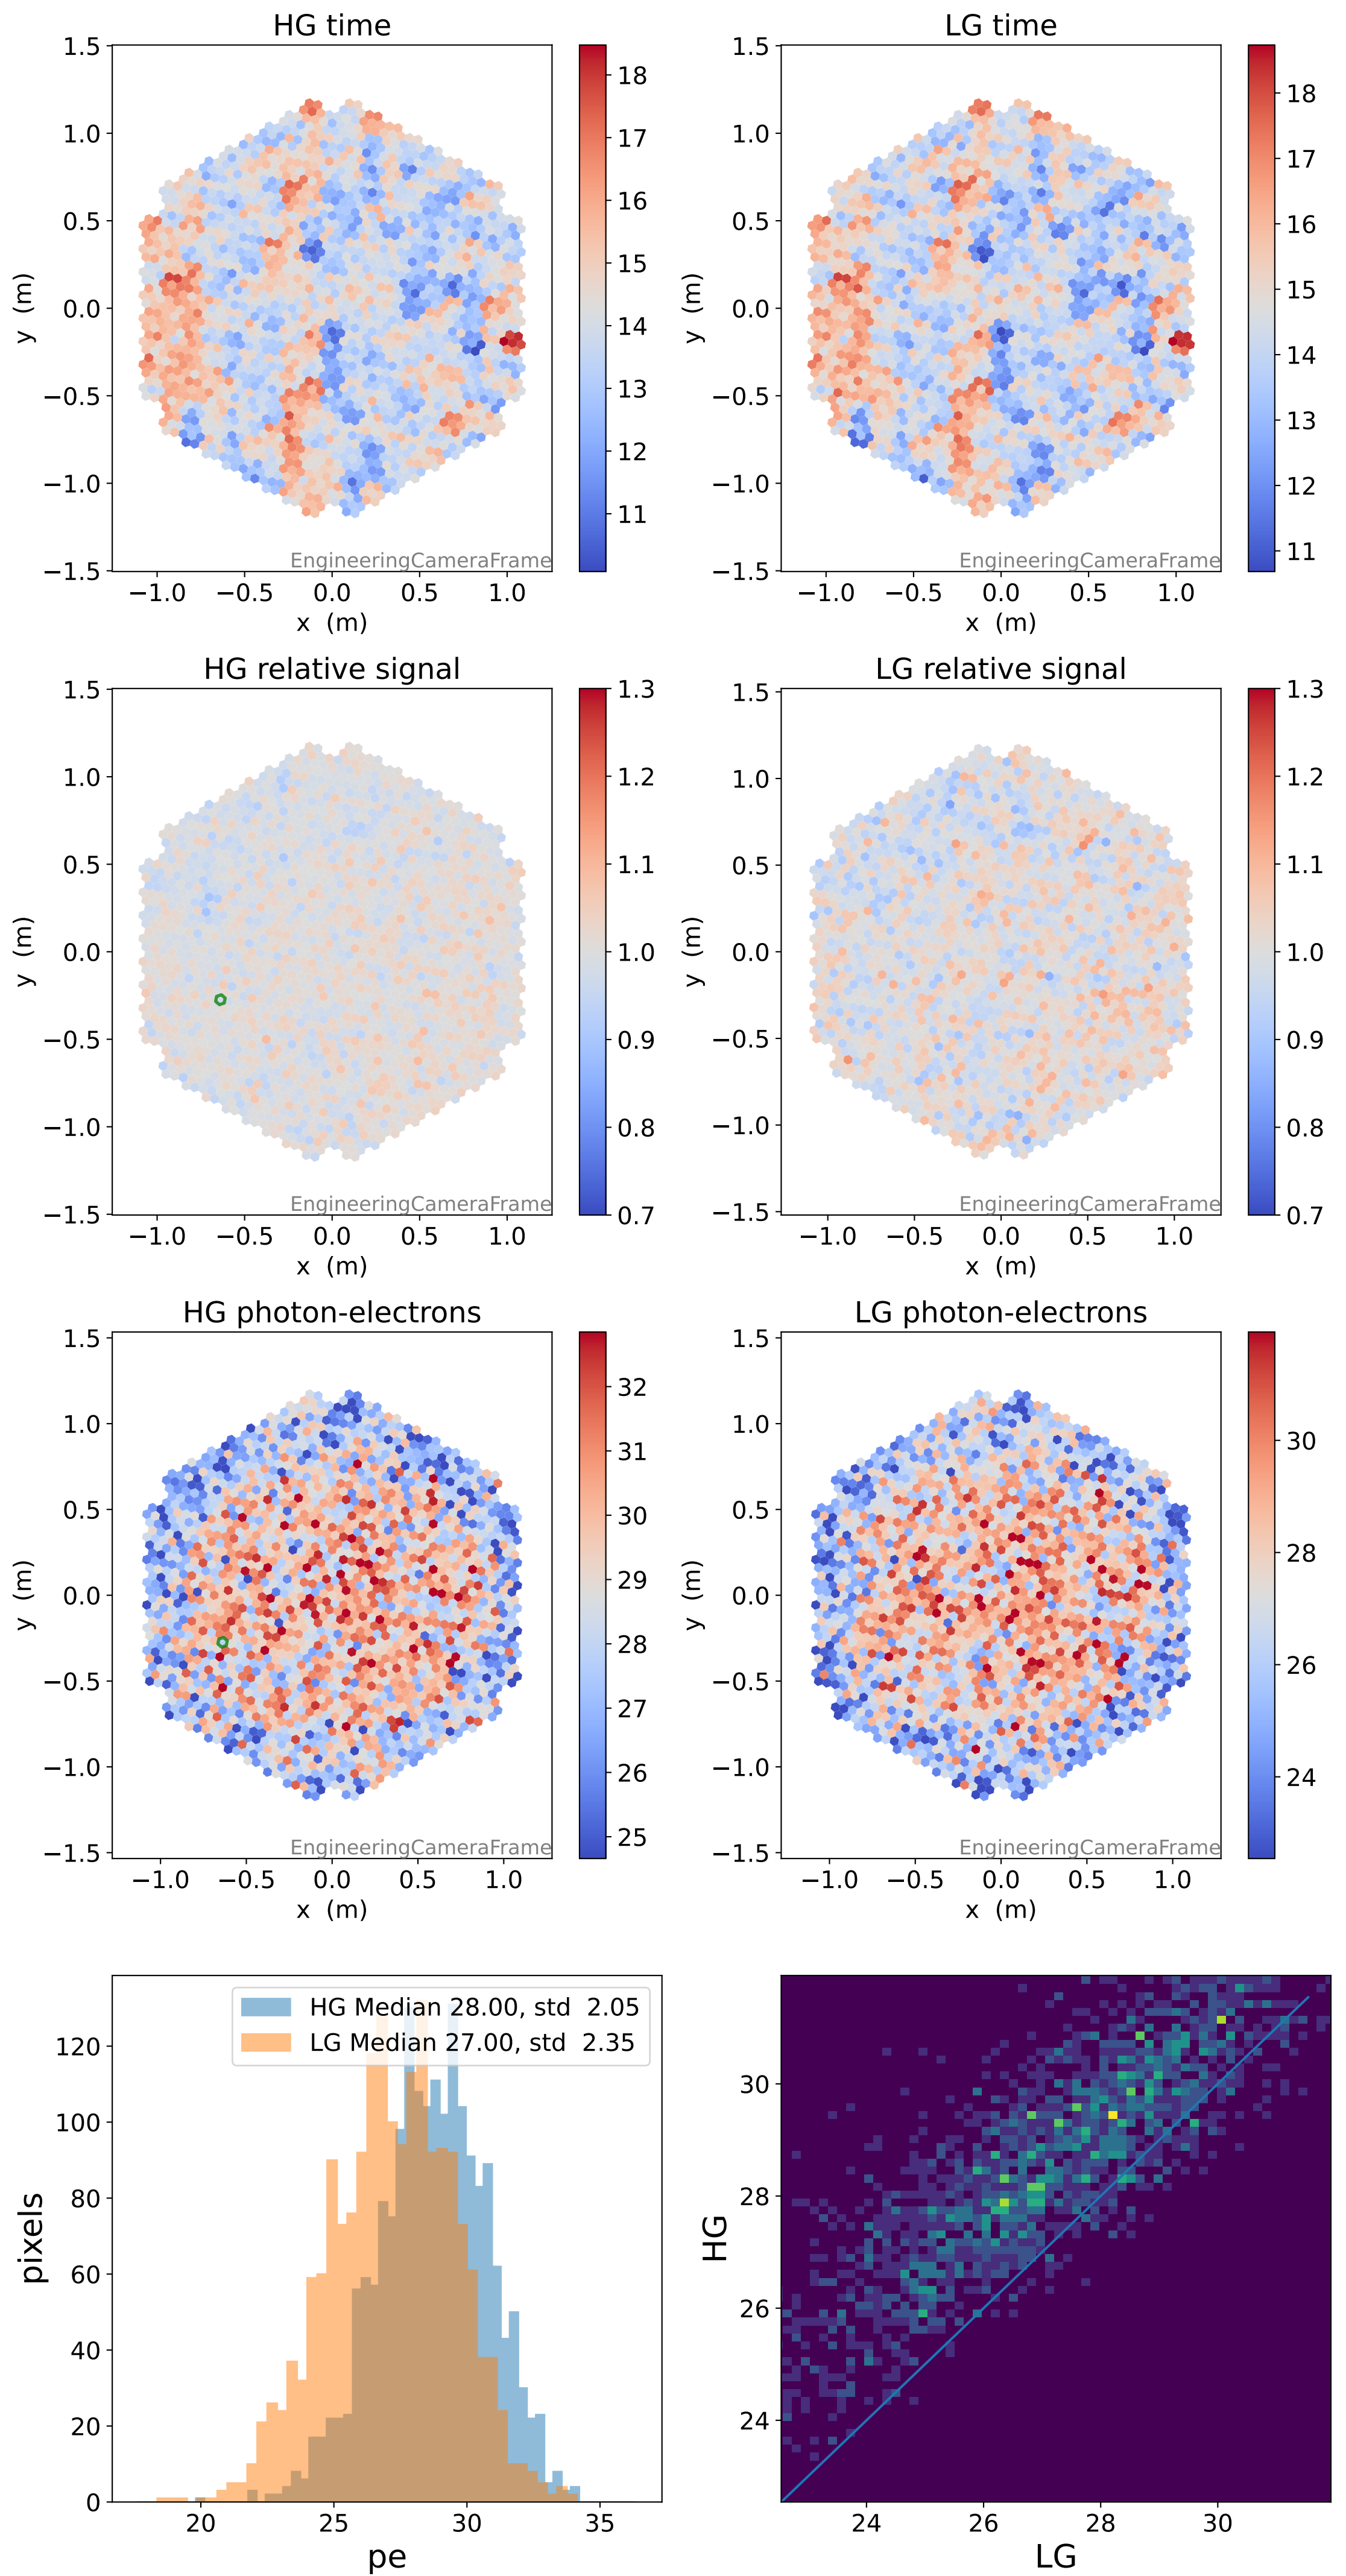 HG time
LG time
1.5
1.0
0.5
0.0
−0.5
−1.0
−1.5
y (m)
−1.0 −0.5 0.0 0.5 1.0
x (m)
EngineeringCameraFrame
18
17
16
15
14
13
12
11
1.5
1.0
0.5
0.0
−0.5
−1.0
−1.5
y (m)
−1.0 −0.5 0.0 0.5 1.0
x (m)
EngineeringCameraFrame
18
17
16
15
14
13
12
11
HG relative signal
LG relative signal
1.5
1.0
0.5
0.0
−0.5
−1.0
−1.5
y (m)
−1.0 −0.5 0.0 0.5 1.0
x (m)
EngineeringCameraFrame
1.3
1.2
1.1
1.0
0.9
0.8
0.7
1.5
1.0
0.5
0.0
−0.5
−1.0
−1.5
y (m)
−1.0 −0.5 0.0 0.5 1.0
x (m)
EngineeringCameraFrame
1.3
1.2
1.1
1.0
0.9
0.8
0.7
HG photon-electrons
LG photon-electrons
1.5
1.0
0.5
0.0
−0.5
−1.0
−1.5
y (m)
−1.0 −0.5 0.0 0.5 1.0
x (m)
EngineeringCameraFrame
32
31
30
29
28
27
26
25
1.5
1.0
0.5
0.0
−0.5
−1.0
−1.5
y (m)
−1.0 −0.5 0.0 0.5 1.0
x (m)
EngineeringCameraFrame
30
28
26
24
HG Median 28.00, std 2.05
LG Median 27.00, std 2.35
120
100
80
60
40
20
0
pixels
20 25 30 35
pe
30
28
26
24
HG
24 26 28 30
LG